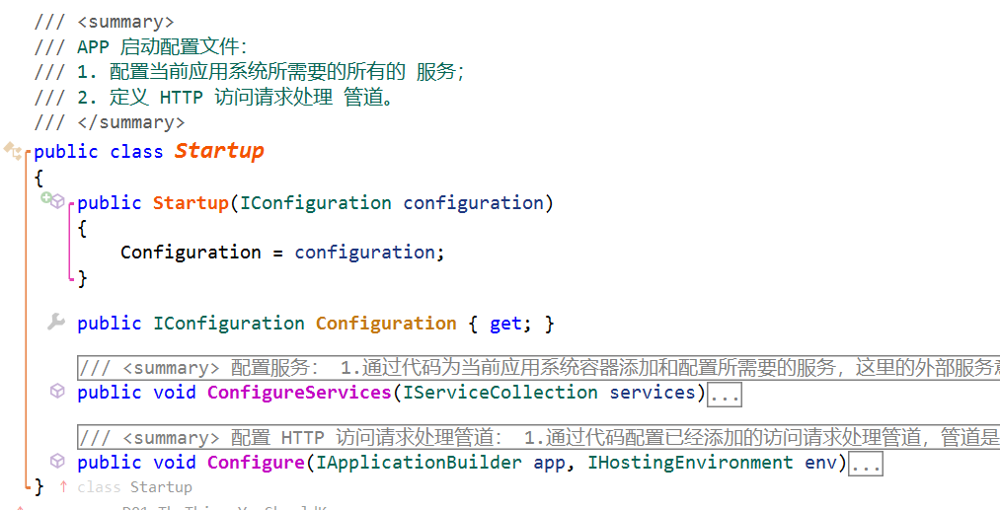 /// <summary>
/// APP 启动配置文件：
/// 1. 配置当前应用系统所需要的所有的 服务；
/// 2. 定义 HTTP 访问请求处理 管道。
/// </summary>
public class Startup
{
public Startup(IConfiguration configuration)
{
Configuration = configuration;
}
public IConfiguration Configuration { get; }
/// <summary> 配置服务： 1.通过代码为当前应用系统容器添加和配置所需要的服务，这里的外部服务
public void ConfigureServices(IServiceCollection services)...
/// <summary> 配置 HTTP 访问请求处理管道： 1.通过代码配置已经添加的访问请求处理管道，管道是
public void Configure(IApplicationBuilder app, IHostingEnvironment env)...
} ↑ class Startup